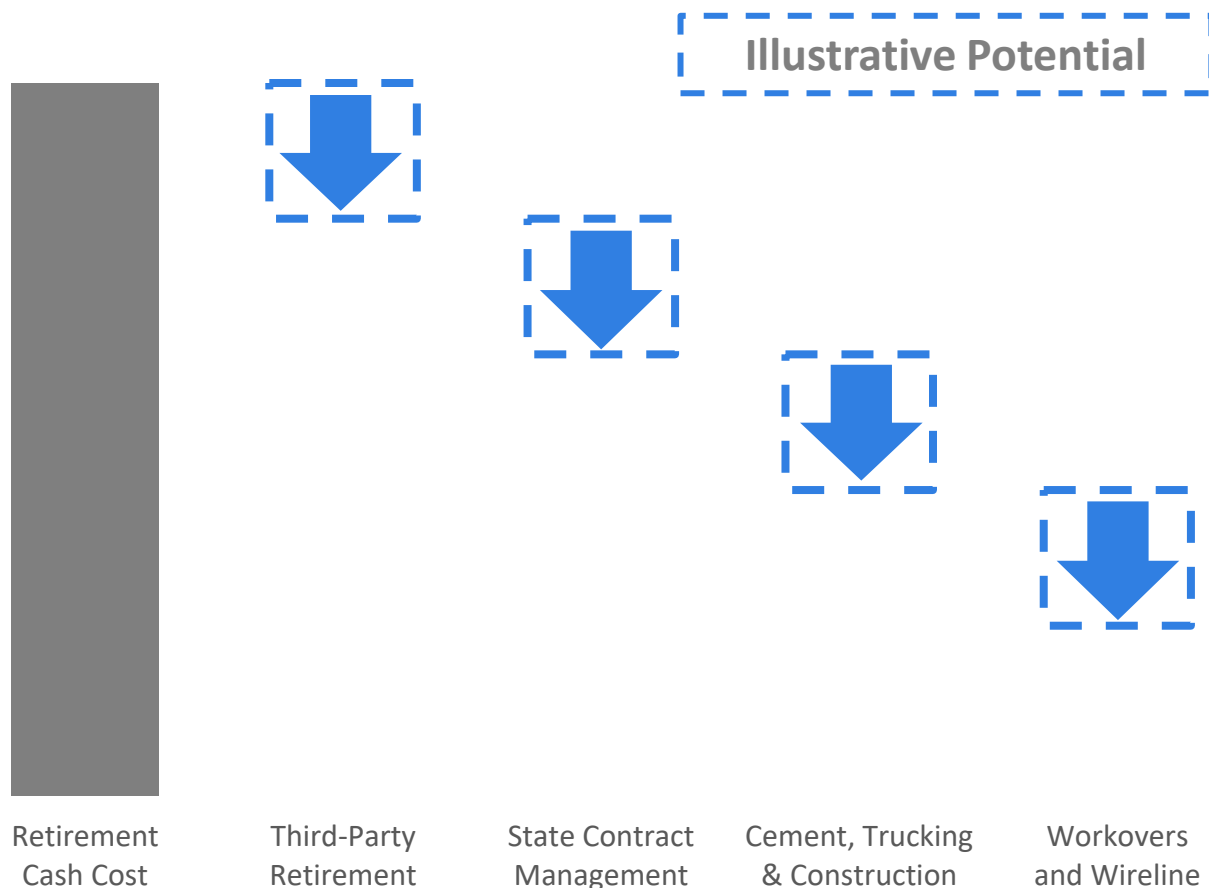 Illustrative Potential
Retirement
Cash Cost
Third-Party
Retirement
State Contract
Management
Cement, Trucking
& Construction
Workovers
and Wireline